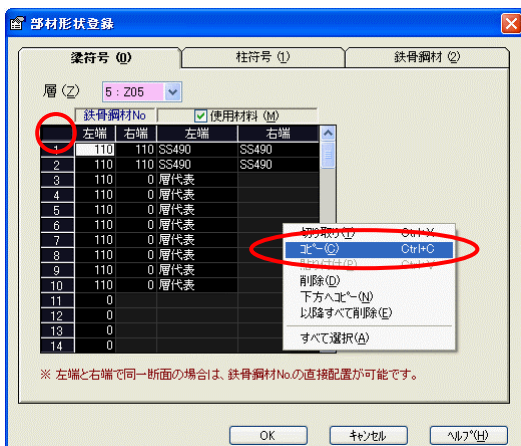 部材形状登録
梁符号 (0) 柱符号 (1) 鉄骨鋼材 (2)
層(Z) 5 : Z05
鉄骨鋼材No 使用材料 (M)
左端 右端 左端 右端
1 110 110 SS490 SS490
2 110 110 SS490 SS490
3 110 0 層代表
4 110 0 層代表
5 110 0 層代表
6 110 0 層代表
7 110 0 層代表
8 110 0 層代表
9 110 0 層代表
10 110 0 層代表
11 0
12 0
13 0
14 0
切り取り(T) Ctrl+X
コピー(C) Ctrl+C
貼り付け(P) Ctrl+V
削除(D)
下方へコピー(N)
以降すべて削除(E)
すべて選択(A)
※ 左端と右端で同一断面の場合は、鉄骨鋼材No.の直接配置が可能です。
OK キャンセル ヘルプ(H)